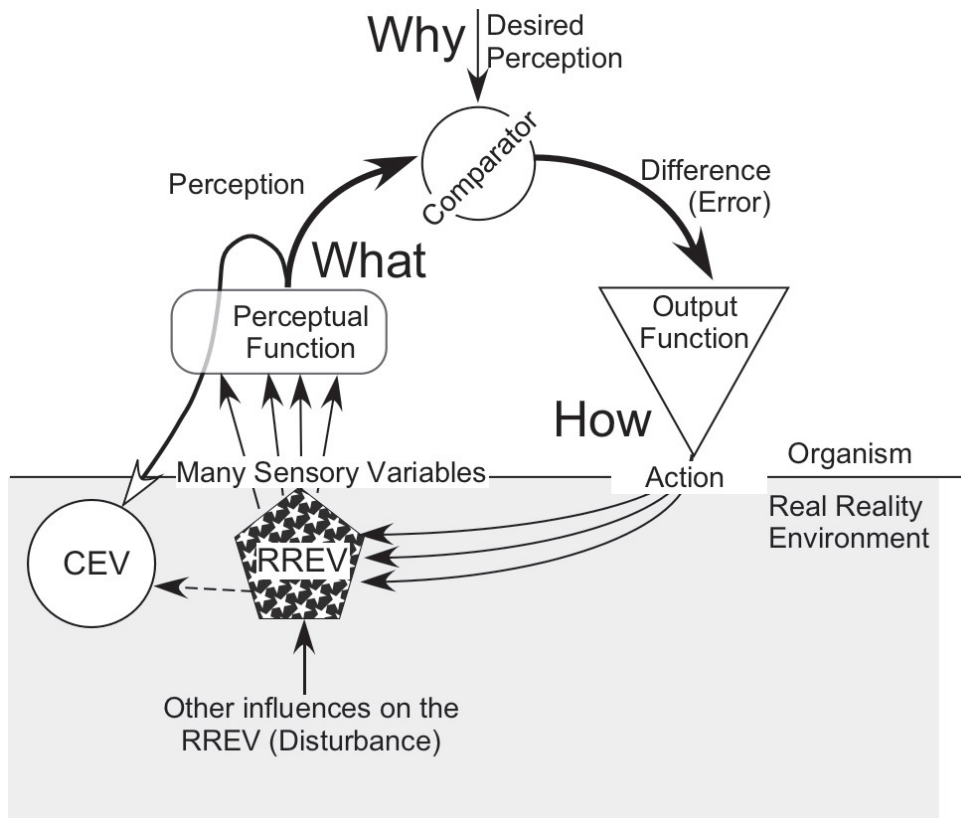 Why
Desired
Perception
Comparator
Perception
Difference
(Error)
What
Perceptual
Function
Output
Function
How
Many Sensory Variables
Action
Organism
Real Reality
Environment
CEV
RREV
Other influences on the
RREV (Disturbance)